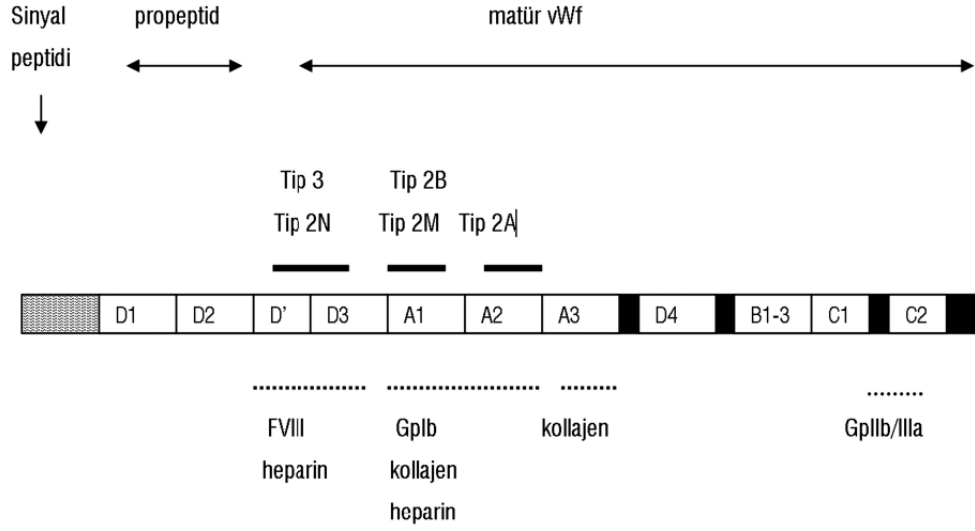 Sinyal peptidi
propeptid
matür vWf
Tip 3
Tip 2B
Tip 2N
Tip 2M
Tip 2A
D1
D2
D'
D3
A1
A2
A3
D4
B1-3
C1
C2
FVIII
heparin
GpIb
kollajen
heparin
kollajen
GpIIb/IIIa